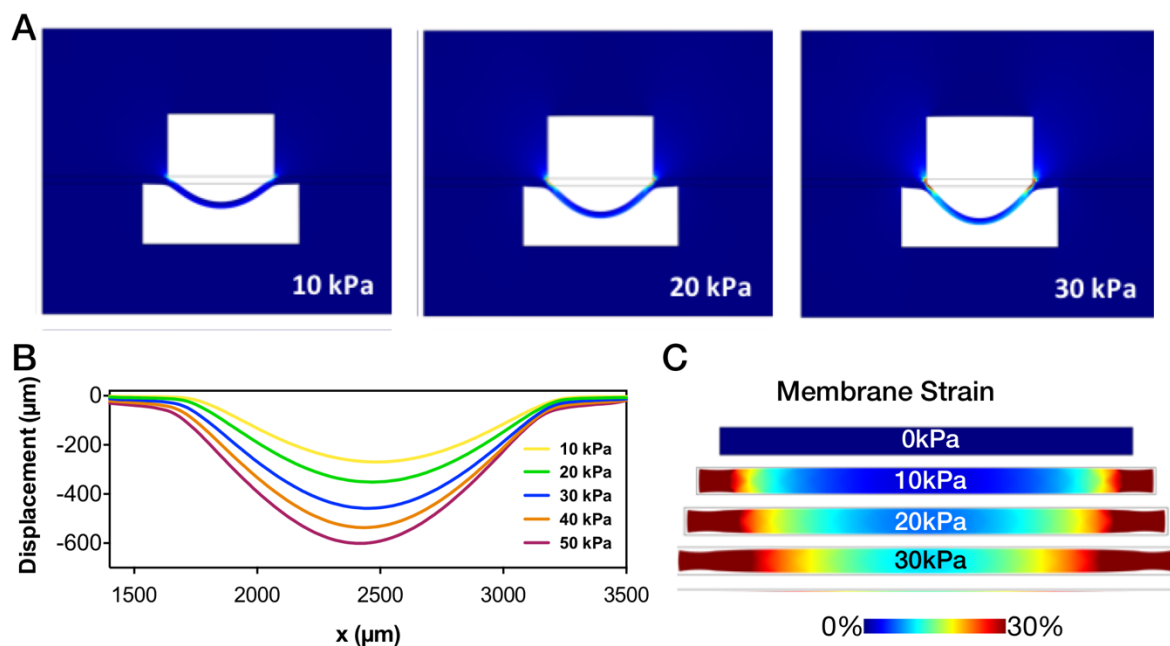 A
10 kPa
20 kPa
30 kPa
B
Displacement (µm)
0
-200
-400
-600
1500
2000
2500
3000
3500
x (µm)
10 kPa
20 kPa
30 kPa
40 kPa
50 kPa
C
Membrane Strain
0kPa
10kPa
20kPa
30kPa
0%
30%